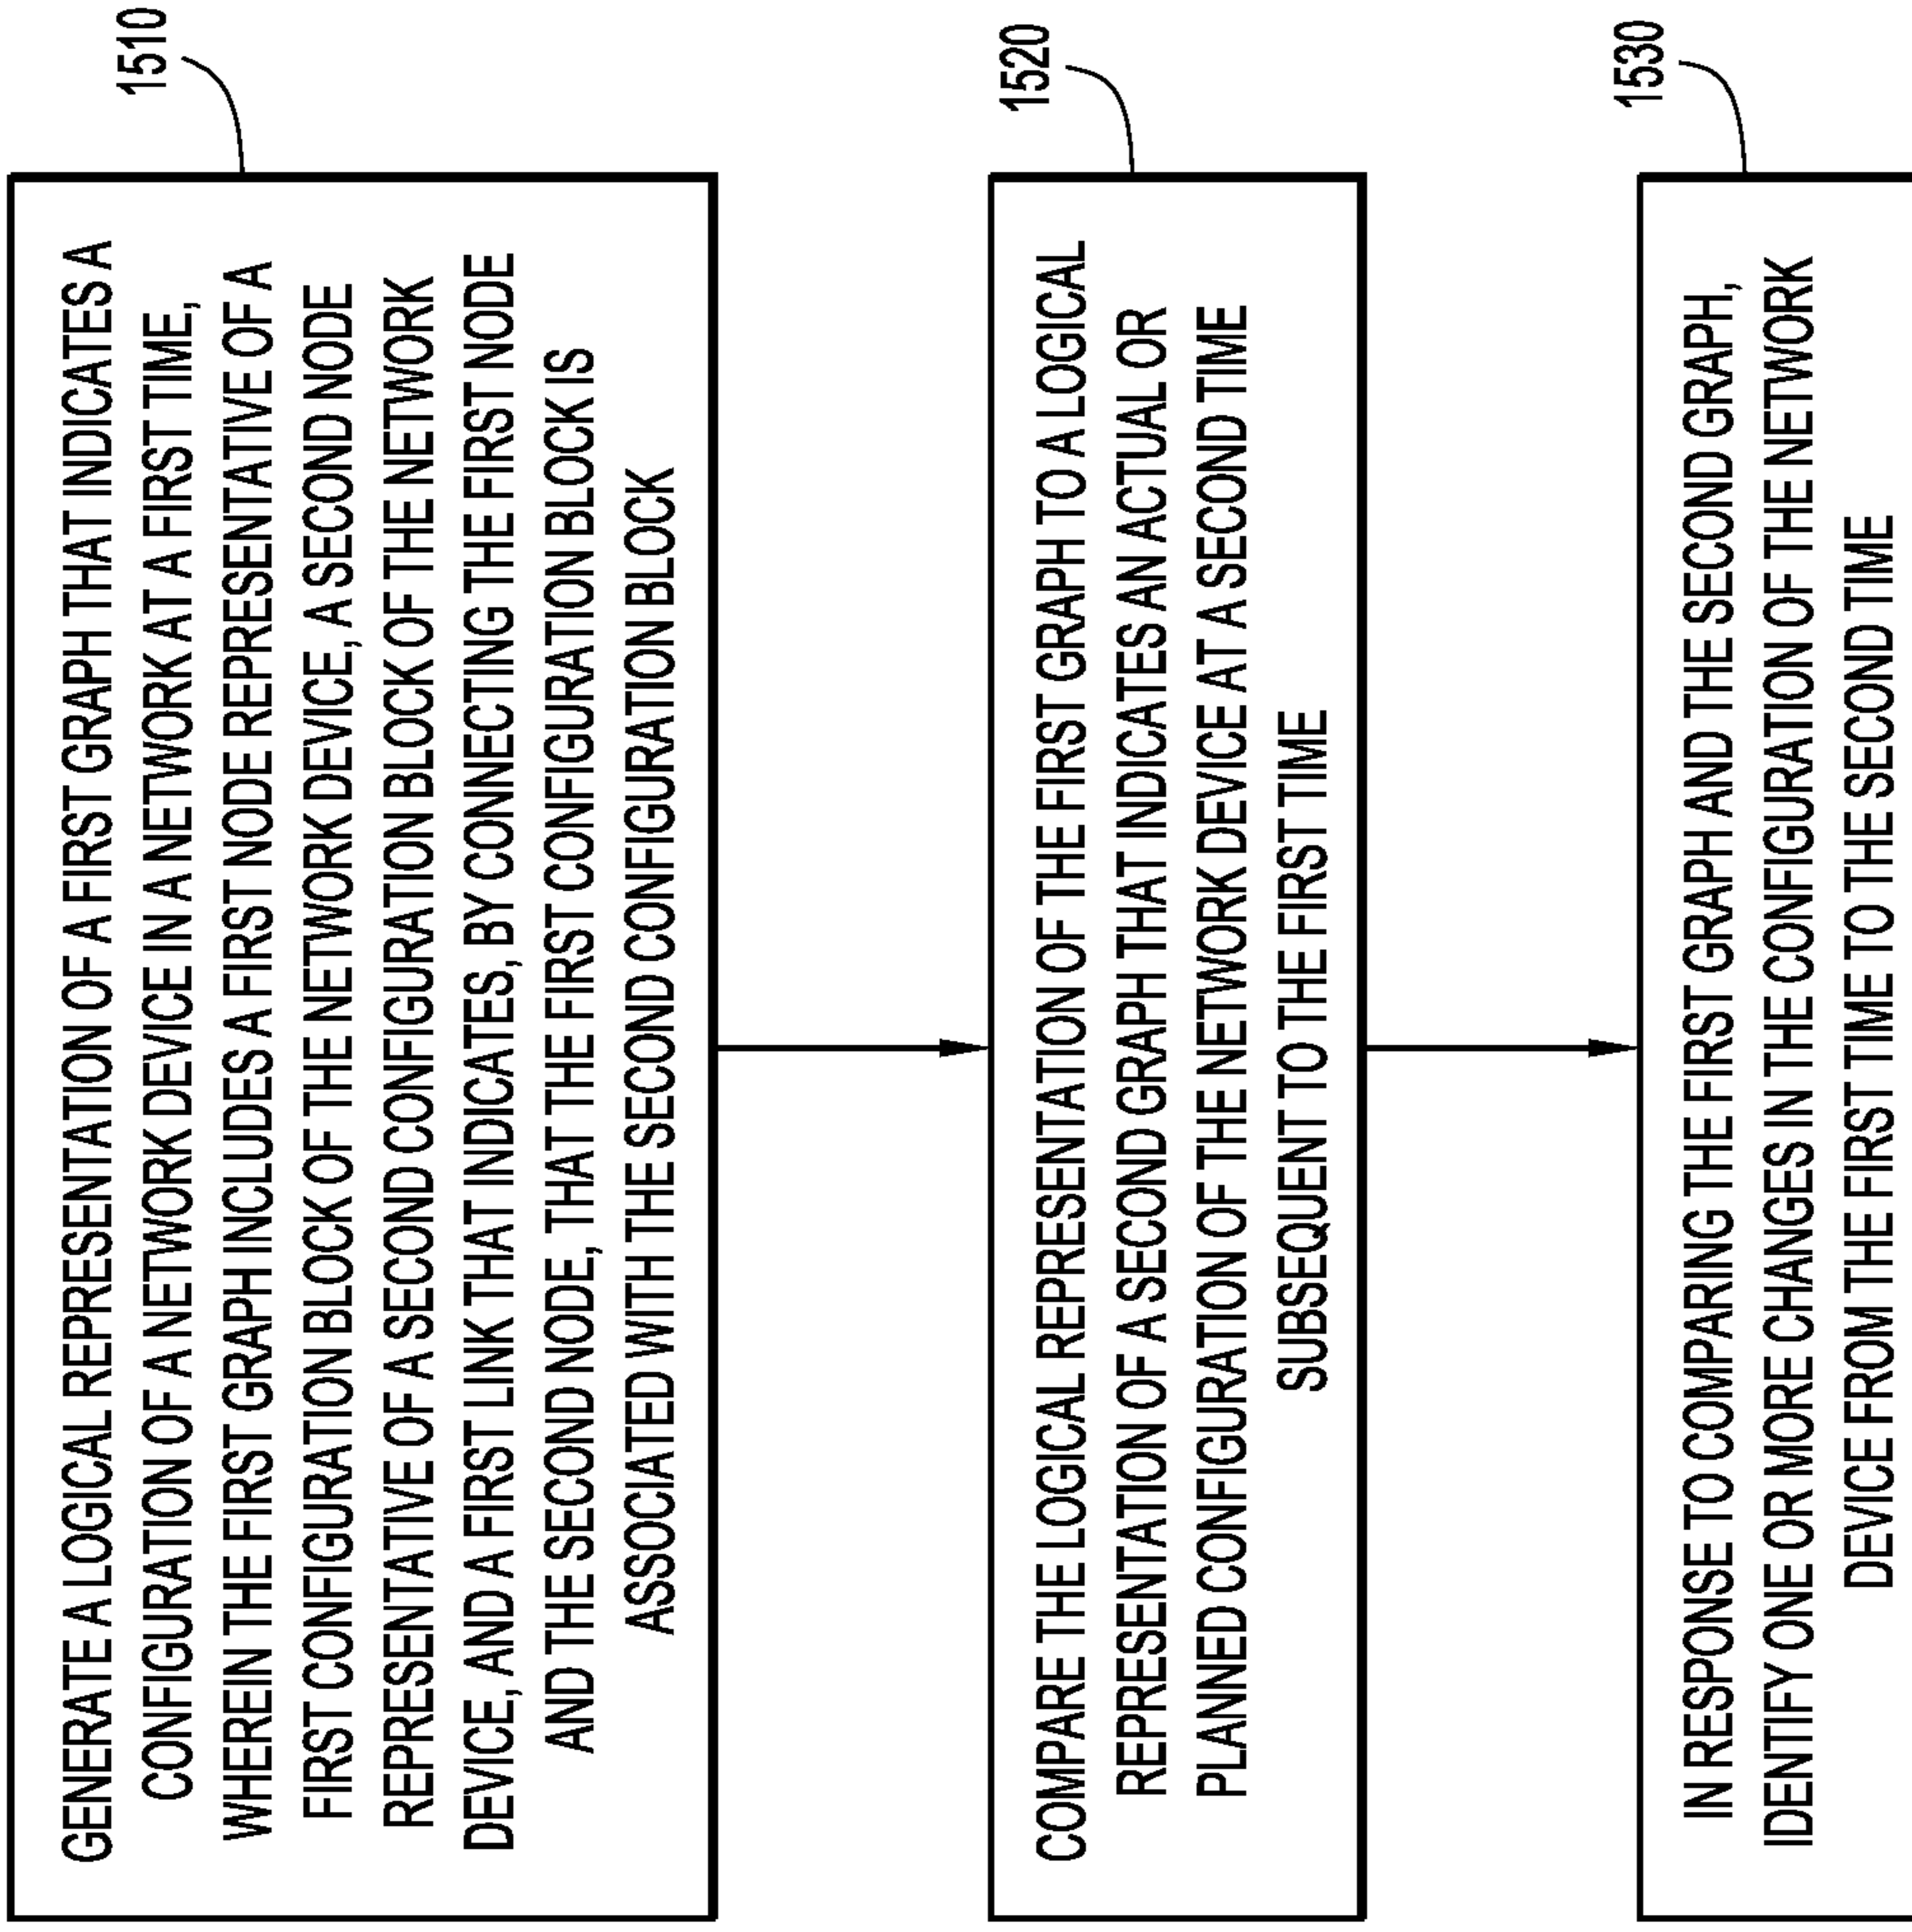 1510
GENERATE A LOGICAL REPRESENTATION OF A FIRST GRAPH THAT INDICATES A
CONFIGURATION OF A NETWORK DEVICE IN A NETWORK AT A FIRST TIME,
WHEREIN THE FIRST GRAPH INCLUDES A FIRST NODE REPRESENTATIVE OF A
FIRST CONFIGURATION BLOCK OF THE NETWORK DEVICE, A SECOND NODE
REPRESENTATIVE OF A SECOND CONFIGURATION BLOCK OF THE NETWORK
DEVICE, AND A FIRST LINK THAT INDICATES, BY CONNECTING THE FIRST NODE
AND THE SECOND NODE, THAT THE FIRST CONFIGURATION BLOCK IS
ASSOCIATED WITH THE SECOND CONFIGURATION BLOCK
1520
COMPARE THE LOGICAL REPRESENTATION OF THE FIRST GRAPH TO A LOGICAL
REPRESENTATION OF A SECOND GRAPH THAT INDICATES AN ACTUAL OR
PLANNED CONFIGURATION OF THE NETWORK DEVICE AT A SECOND TIME
SUBSEQUENT TO THE FIRST TIME
1530
IN RESPONSE TO COMPARING THE FIRST GRAPH AND THE SECOND GRAPH,
IDENTIFY ONE OR MORE CHANGES IN THE CONFIGURATION OF THE NETWORK
DEVICE FROM THE FIRST TIME TO THE SECOND TIME